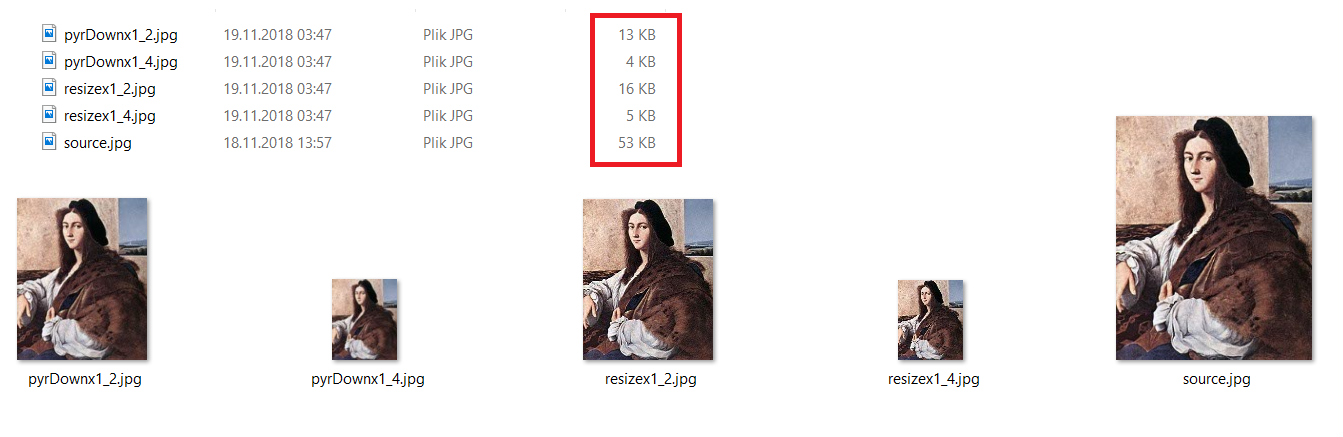 pyrDownx1_2.jpg 19.11.2018 03:47 Plik JPG 13 KB
pyrDownx1_4.jpg 19.11.2018 03:47 Plik JPG 4 KB
resizex1_2.jpg 19.11.2018 03:47 Plik JPG 16 KB
resizex1_4.jpg 19.11.2018 03:47 Plik JPG 5 KB
source.jpg 18.11.2018 13:57 Plik JPG 53 KB
pyrDownx1_2.jpg pyrDownx1_4.jpg resizex1_2.jpg resizex1_4.jpg source.jpg